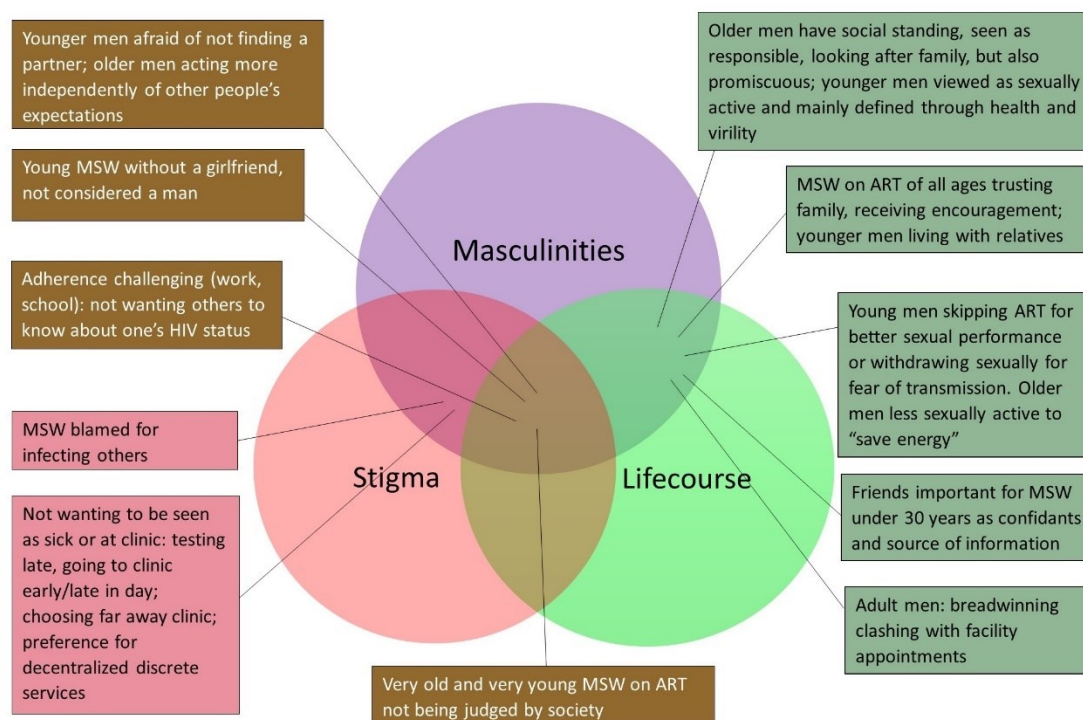 Younger men afraid of not finding a
partner; older men acting more
independently of other people's
expectations
Young MSW without a girlfriend,
not considered a man
Adherence challenging (work,
school): not wanting others to
know about one's HIV status
MSW blamed for
infecting others
Not wanting to be seen
as sick or at clinic: testing
late, going to clinic
early/late in day;
choosing far away clinic;
preference for
decentralized discrete
services
Masculinities
Stigma
Lifecourse
Very old and very young MSW on ART
not being judged by society
Older men have social standing, seen as
responsible, looking after family, but also
promiscuous; younger men viewed as sexually
active and mainly defined through health and
virility
MSW on ART of all ages trusting
family, receiving encouragement;
younger men living with relatives
Young men skipping ART for
better sexual performance
or withdrawing sexually for
fear of transmission. Older
men less sexually active to
“save energy”
Friends important for MSW
under 30 years as confidants
and source of information
Adult men: breadwinning
clashing with facility
appointments